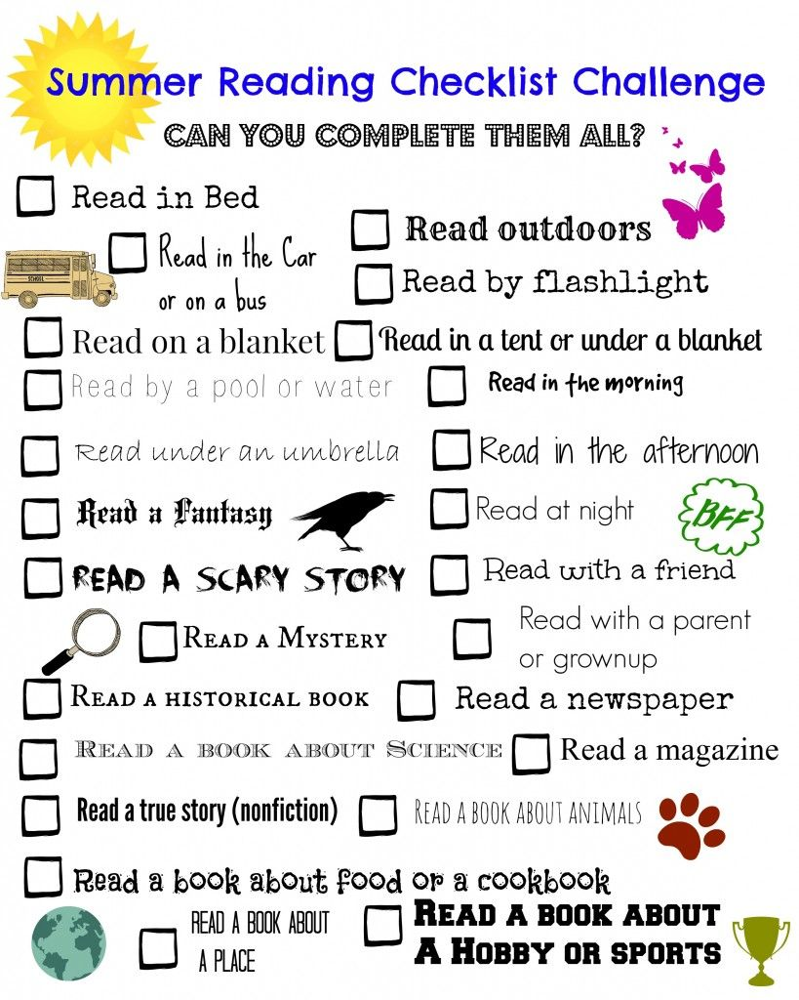 Summer Reading Checklist Challenge
CAN YOU COMPLETE THEM ALL?
Read in Bed
Read outdoors
SCHOOL
Read in the Car
or on a bus
Read by flashlight
Read on a blanket
Read in a tent or under a blanket
Read by a pool or water
Read in the morning
Read under an umbrella
Read in the afternoon
Read a Fantasy
Read at night
BFF
READ A SCARY STORY
Read with a friend
READ A MYSTERY
Read with a parent
or grownup
READ A HISTORICAL BOOK
Read a newspaper
READ A BOOK ABOUT SCIENCE
Read a magazine
Read a true story (nonfiction)
READ A BOOK ABOUT ANIMALS
Read a book about food or a cookbook
READ A BOOK ABOUT
A PLACE
READ A BOOK ABOUT
A HOBBY OR SPORTS